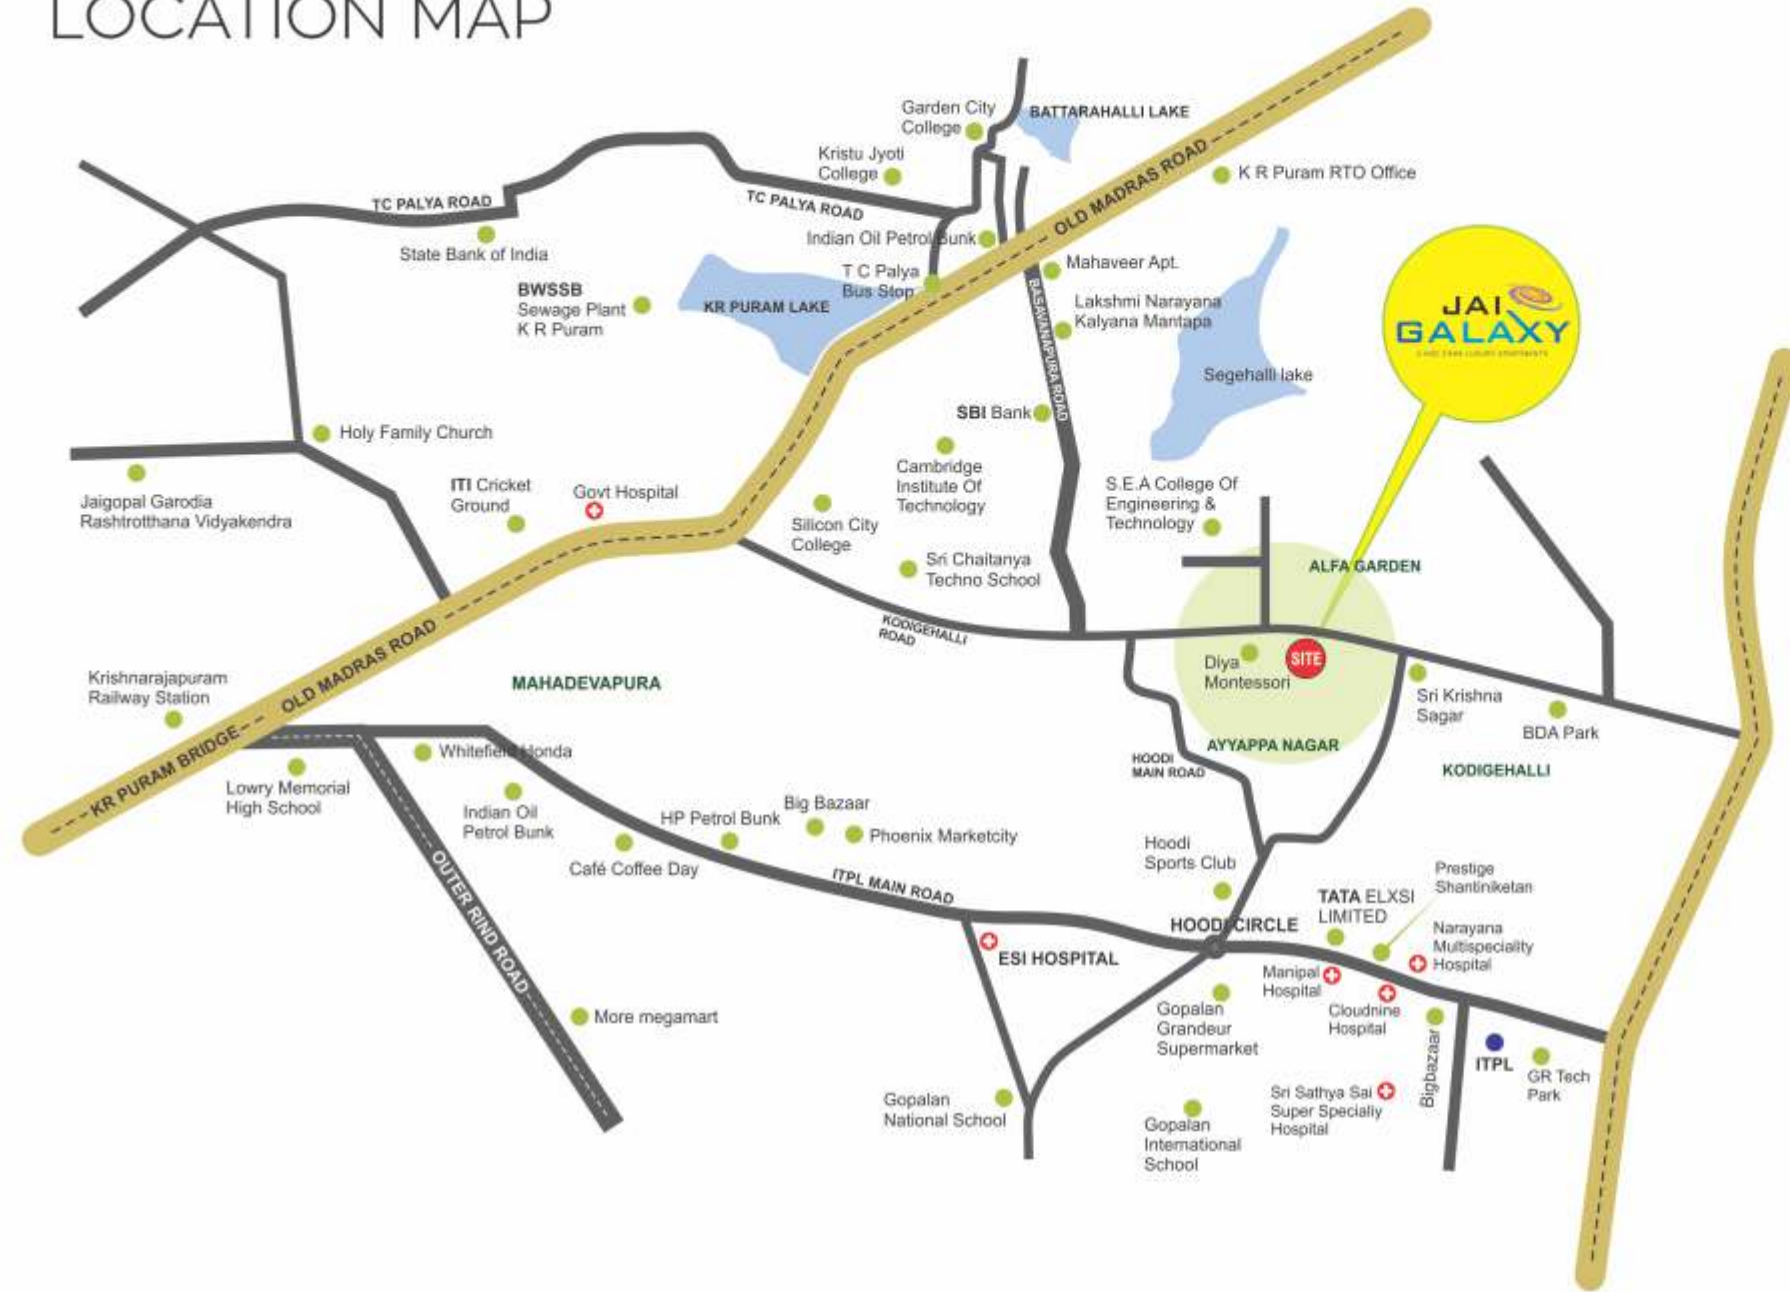 LOCATION MAP
Garden City
College
BATTARAHALLI LAKE
Kristu Jyoti
College
OLD MADRAS ROAD
K R Puram RTO Office
TC PALYA ROAD
TC PALYA ROAD
State Bank of India
Indian Oil Petrol Bunk
T C Palya
Bus Stop
Mahaveer Apt.
BWSSB
Sewage Plant
K R Puram
KR PURAM LAKE
BASAVANAPURA ROAD
Lakshmi Narayana
Kalyana Mantapa
JAI
GALAXY
Segehalli lake
SBI Bank
Holy Family Church
Cambridge
Institute Of
Technology
Jaigopal Garodia
Rashtrotthana Vidyakendra
ITI Cricket
Ground
Govt Hospital
S.E.A College Of
Engineering &
Technology
Silicon City
College
Sri Chaitanya
Techno School
ALFA GARDEN
KODIGEHALLI
ROAD
SITE
Diya
Montessori
Krishnarajapuram
Railway Station
OLD MADRAS ROAD
MAHADEVAPURA
Sri Krishna
Sagar
BDA Park
KR PURAM BRIDGE
Whitefield Honda
AYYAPPA NAGAR
HOODI
MAIN ROAD
KODIGEHALLI
Lowry Memorial
High School
Indian Oil
Petrol Bunk
HP Petrol Bunk
Big Bazaar
Phoenix Marketcity
Café Coffee Day
OUTER RIND ROAD
ITPL MAIN ROAD
Hoodi
Sports Club
Prestige
Shantiniketan
TATA ELXSI
LIMITED
HOODI CIRCLE
Narayana
Multispeciality
Hospital
ESI HOSPITAL
Manipal
Hospital
Cloudnine
Hospital
More megamart
Gopalan
Grandeur
Supermarket
Bigbazaar
ITPL
GR Tech
Park
Gopalan
National School
Sri Sathya Sai
Super Specialiy
Hospital
Gopalan
International
School